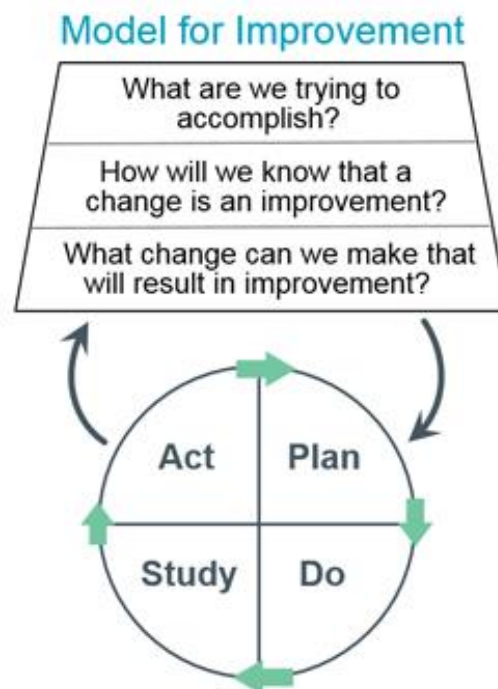 Model for Improvement
What are we trying to
accomplish?
How will we know that a
change is an improvement?
What change can we make that
will result in improvement?
Act
Plan
Study
Do